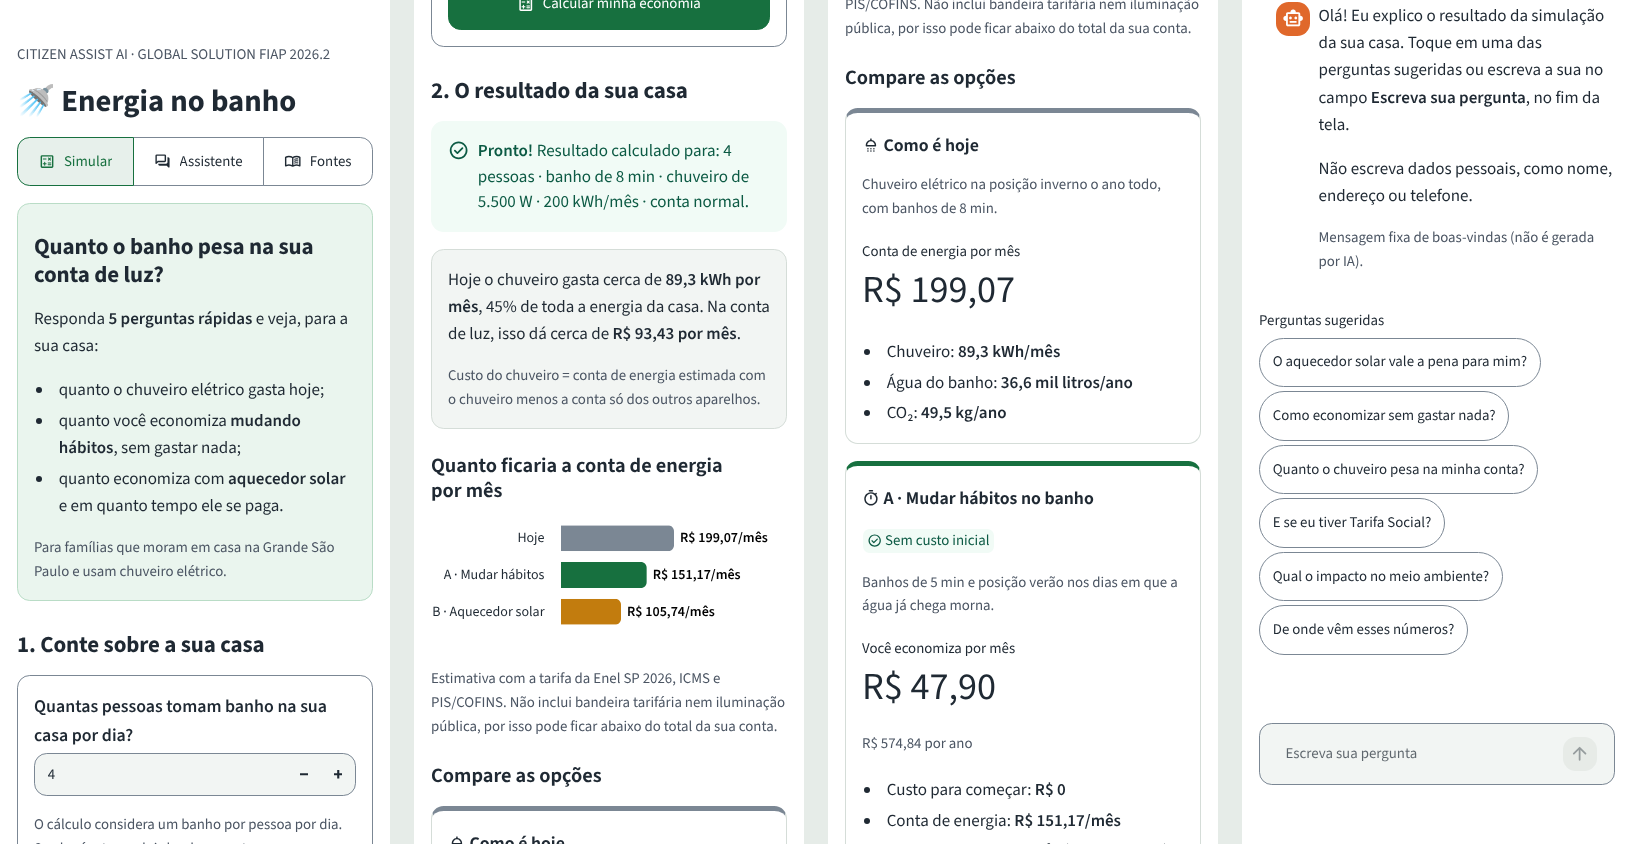 CITIZEN ASSIST AI · GLOBAL SOLUTION FIAP 2026.2
Energia no banho
Simular
Assistente
Fontes
Quanto o banho pesa na sua
conta de luz?
Responda 5 perguntas rápidas e veja, para a
sua casa:
• quanto o chuveiro elétrico gasta hoje;
• quanto você economiza mudando
hábitos, sem gastar nada;
• quanto economiza com aquecedor solar
e em quanto tempo ele se paga.
Para famílias que moram em casa na Grande São
Paulo e usam chuveiro elétrico.
1. Conte sobre a sua casa
Quantas pessoas tomam banho na sua
casa por dia?
4
− +
O cálculo considera um banho por pessoa por dia.
Calcular minha economia
2. O resultado da sua casa
Pronto! Resultado calculado para: 4
pessoas · banho de 8 min · chuveiro de
5.500 W · 200 kWh/mês · conta normal.
Hoje o chuveiro gasta cerca de 89,3 kWh por
mês, 45% de toda a energia da casa. Na conta
de luz, isso dá cerca de R$ 93,43 por mês.
Custo do chuveiro = conta de energia estimada com
o chuveiro menos a conta só dos outros aparelhos.
Quanto ficaria a conta de energia
por mês
Hoje R$ 199,07/mês
A · Mudar hábitos R$ 151,17/mês
B · Aquecedor solar R$ 105,74/mês
Estimativa com a tarifa da Enel SP 2026, ICMS e
PIS/COFINS. Não inclui bandeira tarifária nem iluminação
pública, por isso pode ficar abaixo do total da sua conta.
Compare as opções
Como é hoje
PIS/COFINS. Não inclui bandeira tarifária nem iluminação
pública, por isso pode ficar abaixo do total da sua conta.
Compare as opções
Como é hoje
Chuveiro elétrico na posição inverno o ano todo,
com banhos de 8 min.
Conta de energia por mês
R$ 199,07
• Chuveiro: 89,3 kWh/mês
• Água do banho: 36,6 mil litros/ano
• CO₂: 49,5 kg/ano
A · Mudar hábitos no banho
Sem custo inicial
Banhos de 5 min e posição verão nos dias em que a
água já chega morna.
Você economiza por mês
R$ 47,90
R$ 574,84 por ano
• Custo para começar: R$ 0
• Conta de energia: R$ 151,17/mês
Olá! Eu explico o resultado da simulação
da sua casa. Toque em uma das
perguntas sugeridas ou escreva a sua no
campo Escreva sua pergunta, no fim da
tela.
Não escreva dados pessoais, como nome,
endereço ou telefone.
Mensagem fixa de boas-vindas (não é gerada
por IA).
Perguntas sugeridas
O aquecedor solar vale a pena para mim?
Como economizar sem gastar nada?
Quanto o chuveiro pesa na minha conta?
E se eu tiver Tarifa Social?
Qual o impacto no meio ambiente?
De onde vêm esses números?
Escreva sua pergunta